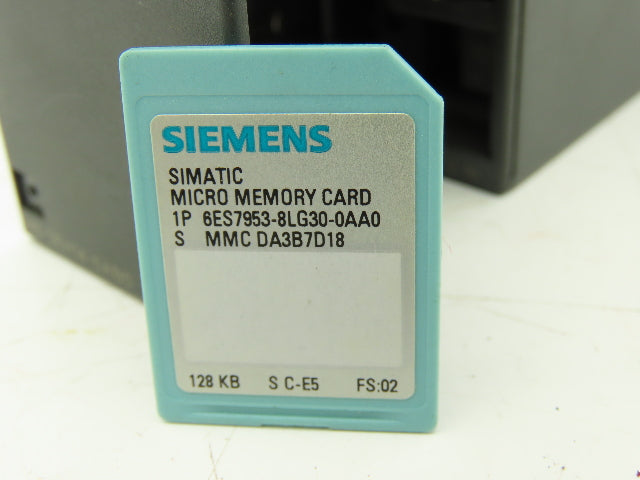 SIEMENS
SIMATIC
MICRO MEMORY CARD
1P 6ES7953-8LG30-0AA0
S MMC DA3B7D18
128 KB S C-E5 FS:02